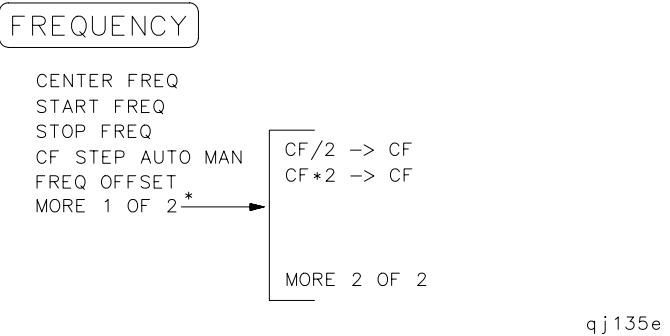 FREQUENCY
CENTER FREQ
START FREQ
STOP FREQ
CF STEP AUTO MAN
FREQ OFFSET
MORE 1 OF 2*
CF/2 -> CF
CF*2 -> CF
MORE 2 OF 2
qj135e